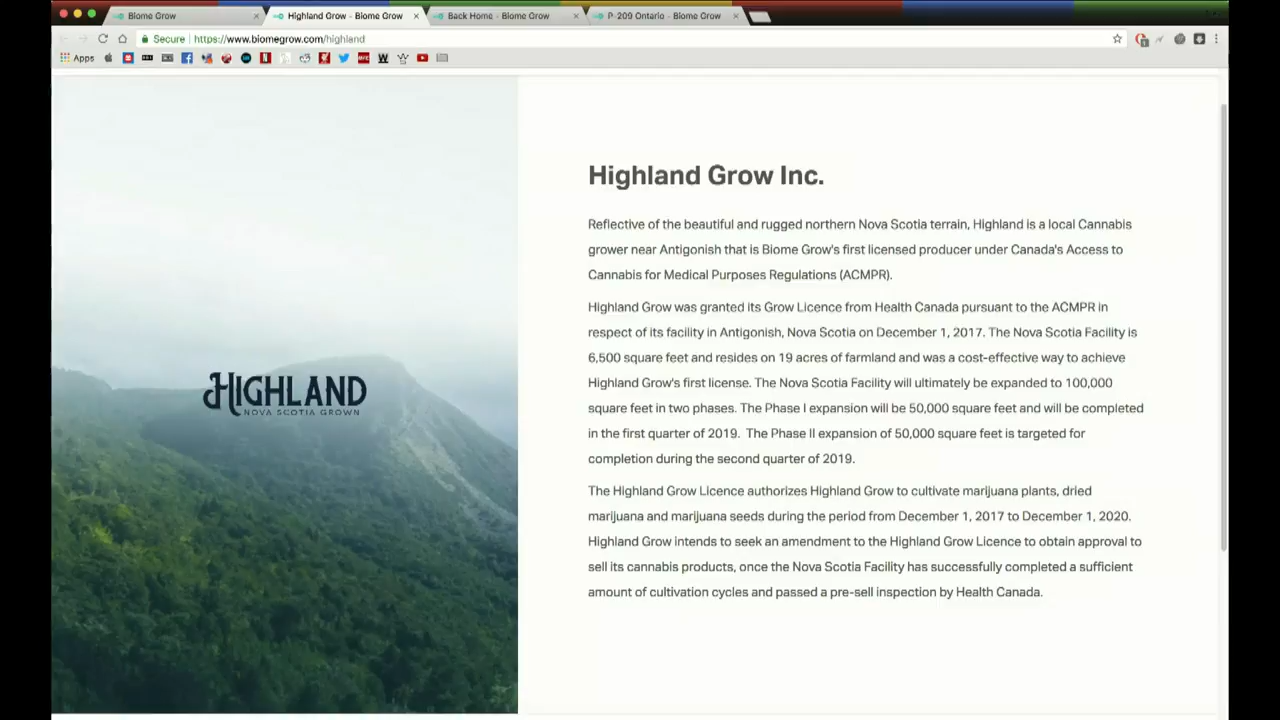 Biome Grow
Highland Grow - Biome Grow
Back Home - Biome Grow
P-209 Ontario - Biome Grow
Secure
https://www.biomegrow.com/highland
Apps
HIGHLAND
NOVA SCOTIA GROWN
Highland Grow Inc.
Reflective of the beautiful and rugged northern Nova Scotia terrain, Highland is a local Cannabis
grower near Antigonish that is Biome Grow's first licensed producer under Canada's Access to
Cannabis for Medical Purposes Regulations (ACMPR).
Highland Grow was granted its Grow Licence from Health Canada pursuant to the ACMPR in
respect of its facility in Antigonish, Nova Scotia on December 1, 2017. The Nova Scotia Facility is
6,500 square feet and resides on 19 acres of farmland and was a cost-effective way to achieve
Highland Grow's first license. The Nova Scotia Facility will ultimately be expanded to 100,000
square feet in two phases. The Phase I expansion will be 50,000 square feet and will be completed
in the first quarter of 2019. The Phase II expansion of 50,000 square feet is targeted for
completion during the second quarter of 2019.
The Highland Grow Licence authorizes Highland Grow to cultivate marijuana plants, dried
marijuana and marijuana seeds during the period from December 1, 2017 to December 1, 2020.
Highland Grow intends to seek an amendment to the Highland Grow Licence to obtain approval to
sell its cannabis products, once the Nova Scotia Facility has successfully completed a sufficient
amount of cultivation cycles and passed a pre-sell inspection by Health Canada.